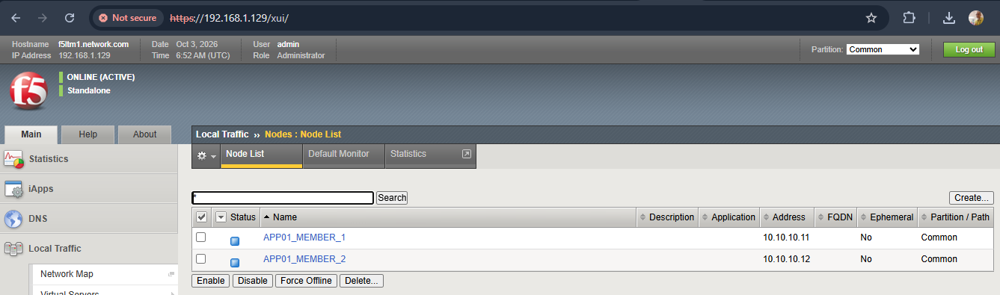 Not secure https://192.168.1.129/xui/
Hostname f5ltm1.network.com Date Oct 3, 2026 User admin Partition: Common Log out
IP Address 192.168.1.129 Time 6:52 AM (UTC) Role Administrator
f5 ONLINE (ACTIVE)
Standalone
Main Help About Local Traffic ›› Nodes : Node List
Statistics Node List Default Monitor Statistics
iApps
* Search Create...
DNS Status Name Description Application Address FQDN Ephemeral Partition / Path
APP01_MEMBER_1 10.10.10.11 No Common
Local Traffic
APP01_MEMBER_2 10.10.10.12 No Common
Network Map
Enable Disable Force Offline Delete...
Virtual Servers